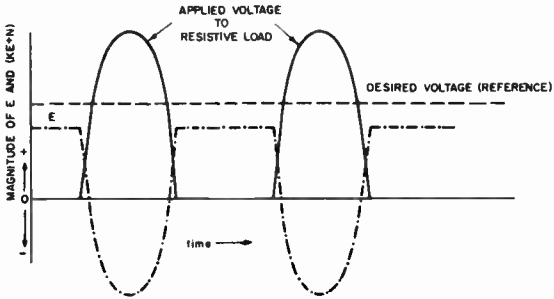 APPLIED VOLTAGE
TO
RESISTIVE LOAD
DESIRED VOLTAGE (REFERENCE)
E
MAGNITUDE OF E AND (KE+N)
+
0
-
time